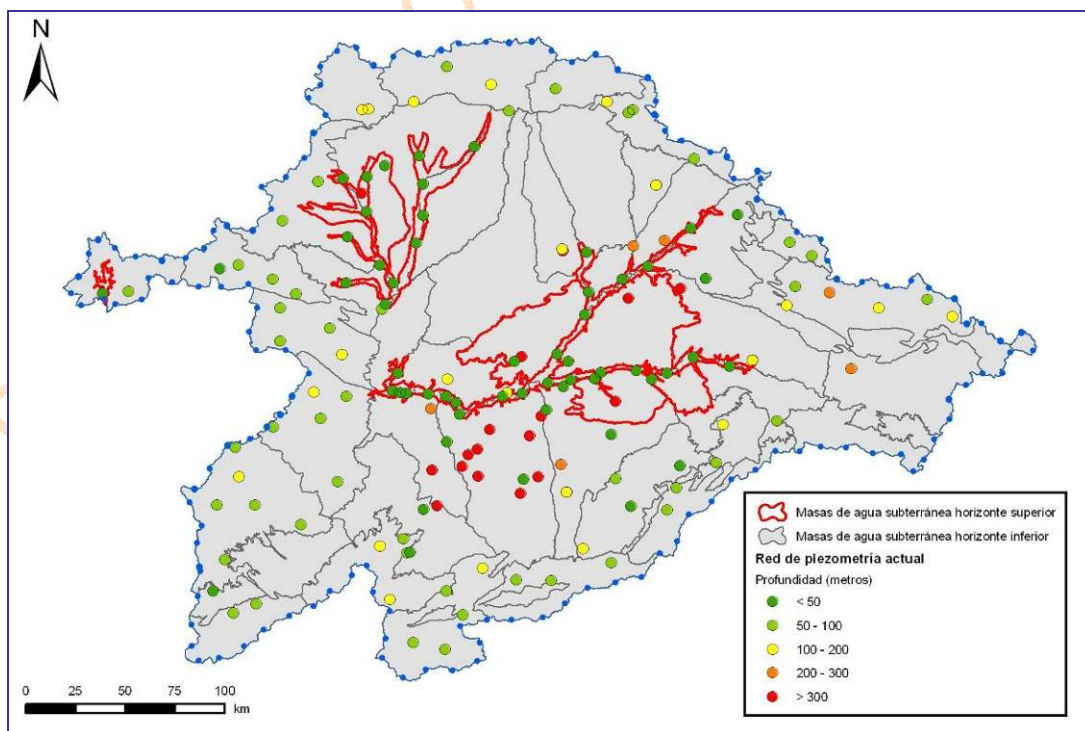 N
Masas de agua subterránea horizonte superior
Masas de agua subterránea horizonte inferior
Red de piezometría actual
Profundidad (metros)
< 50
50 - 100
100 - 200
200 - 300
> 300
0 25 50 75 100
km